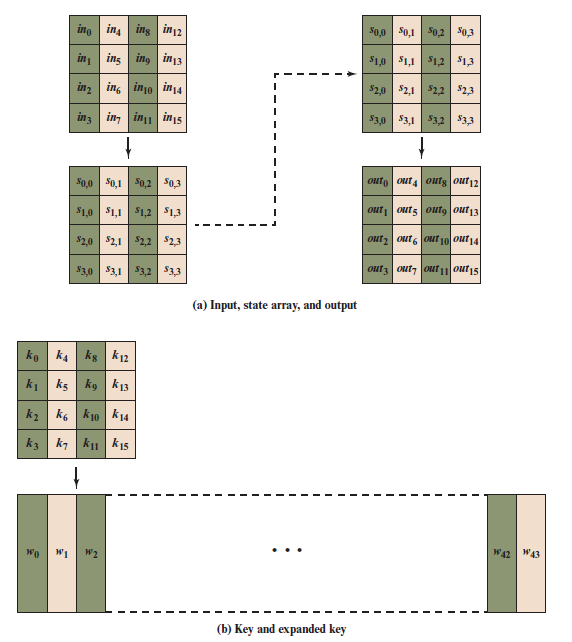 in₀ in₄ in₈ in₁₂
in₁ in₅ in₉ in₁₃
in₂ in₆ in₁₀ in₁₄
in₃ in₇ in₁₁ in₁₅
s₀,₀ s₀,₁ s₀,₂ s₀,₃
s₁,₀ s₁,₁ s₁,₂ s₁,₃
s₂,₀ s₂,₁ s₂,₂ s₂,₃
s₃,₀ s₃,₁ s₃,₂ s₃,₃
s₀,₀ s₀,₁ s₀,₂ s₀,₃
s₁,₀ s₁,₁ s₁,₂ s₁,₃
s₂,₀ s₂,₁ s₂,₂ s₂,₃
s₃,₀ s₃,₁ s₃,₂ s₃,₃
out₀ out₄ out₈ out₁₂
out₁ out₅ out₉ out₁₃
out₂ out₆ out₁₀ out₁₄
out₃ out₇ out₁₁ out₁₅
(a) Input, state array, and output
k₀ k₄ k₈ k₁₂
k₁ k₅ k₉ k₁₃
k₂ k₆ k₁₀ k₁₄
k₃ k₇ k₁₁ k₁₅
w₀ w₁ w₂ • • • w₄₂ w₄₃
(b) Key and expanded key